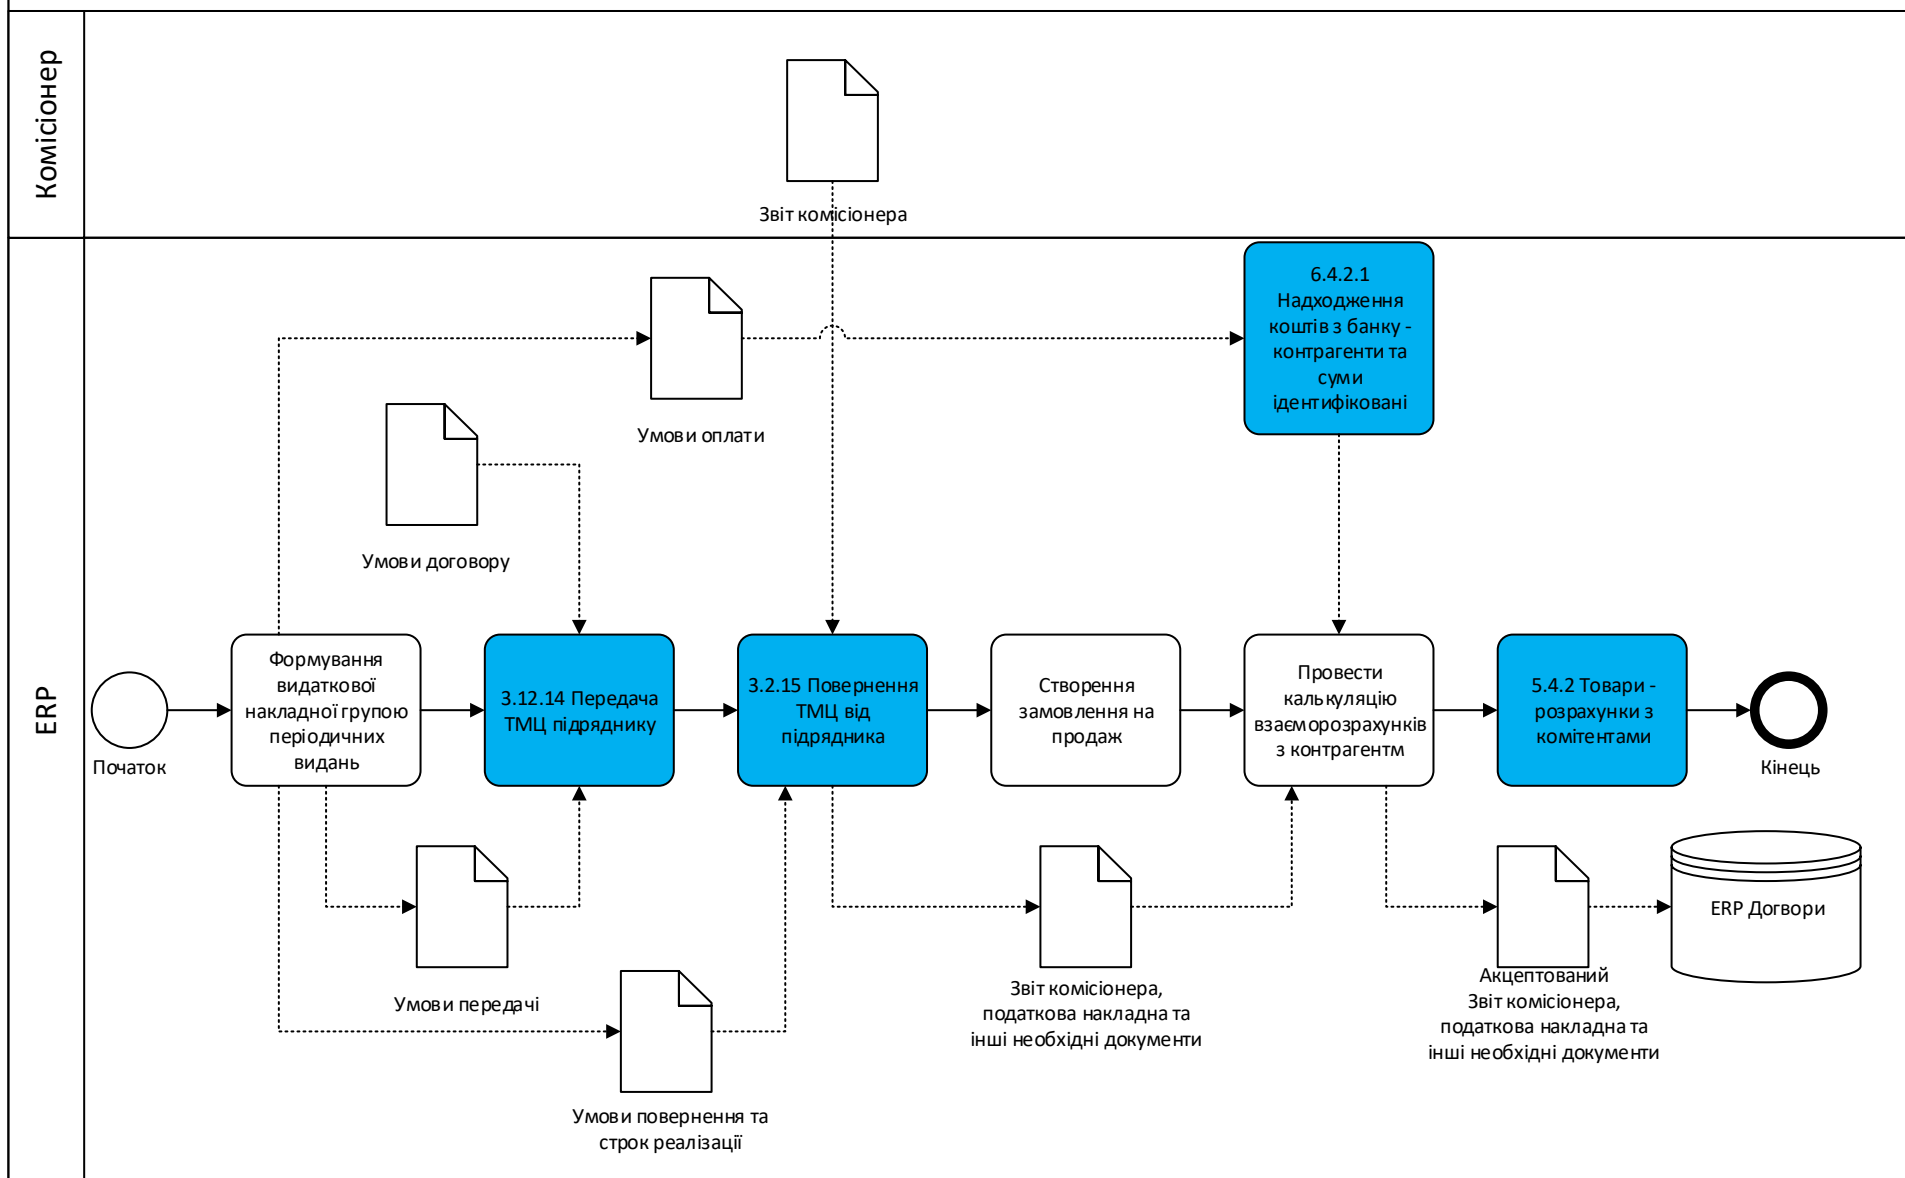 Комісіонер
Звіт комісіонера
ERP
6.4.2.1
Надходження
коштів з банку -
контрагенти та
суми
ідентифіковані
Умови оплати
Умови договору
Початок
Формування
видаткової
накладної групою
періодичних
видань
3.12.14 Передача
ТМЦ підряднику
3.2.15 Повернення
ТМЦ від
підрядника
Створення
замовлення на
продаж
Провести
калькуляцію
взаєморозрахунків
з контрагентм
5.4.2 Товари -
розрахунки з
комітентами
Кінець
Умови передачі
Умови повернення та
строк реалізації
Звіт комісіонера,
податкова накладна та
інші необхідні документи
Акцептований
Звіт комісіонера,
податкова накладна та
інші необхідні документи
ERP Догвори